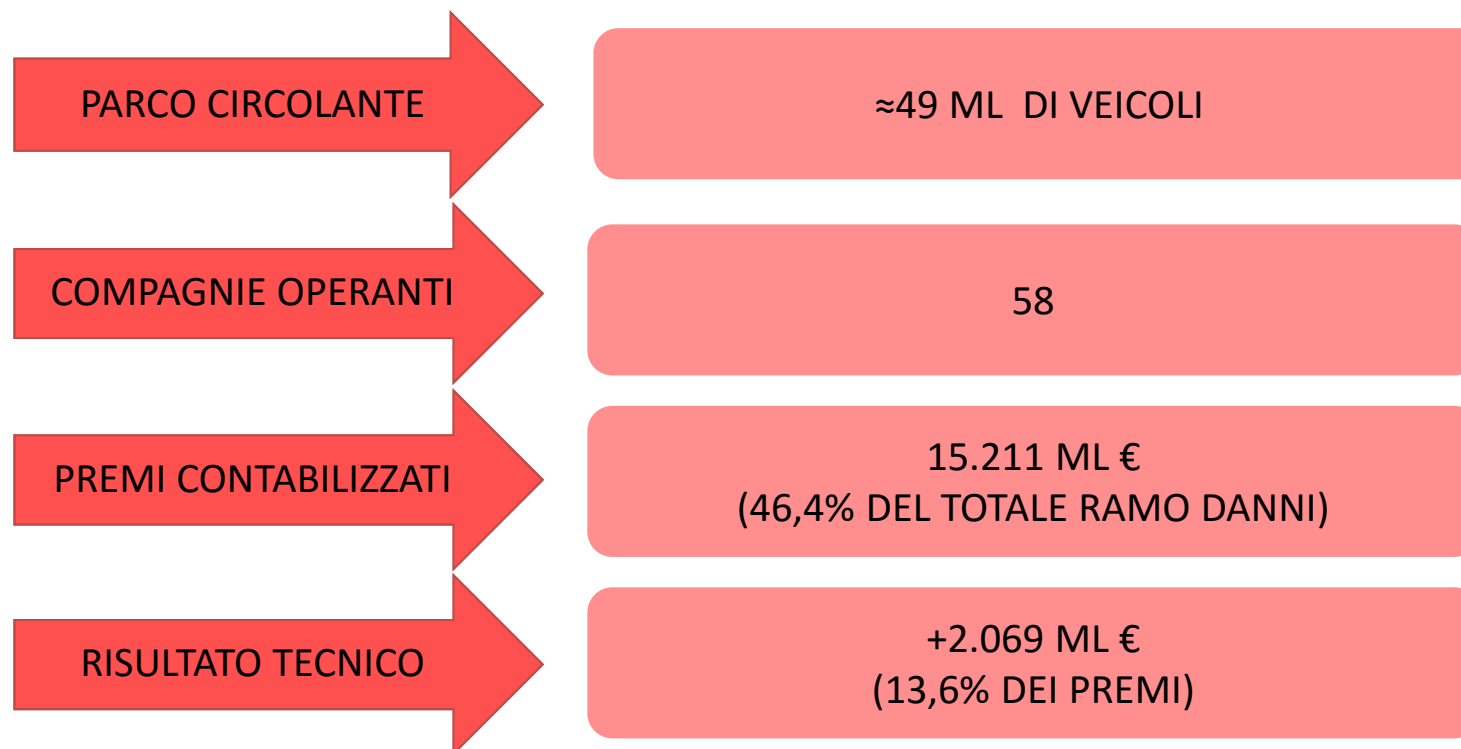 PARCO CIRCOLANTE
≈49 ML DI VEICOLI
COMPAGNIE OPERANTI
58
PREMI CONTABILIZZATI
15.211 ML €
(46,4% DEL TOTALE RAMO DANNI)
RISULTATO TECNICO
+2.069 ML €
(13,6% DEI PREMI)